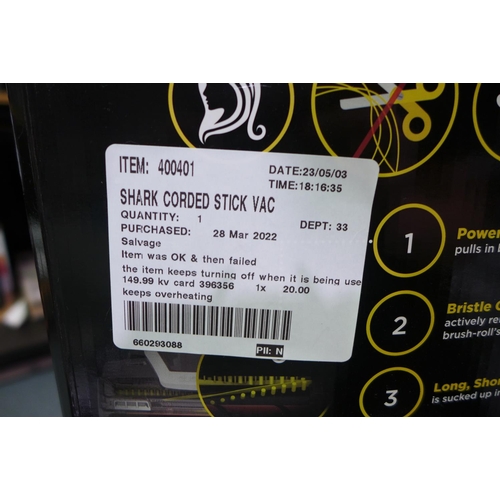 ITEM: 400401
DATE:23/05/03
TIME:18:16:35
SHARK CORDED STICK VAC
QUANTITY: 1
DEPT: 33
PURCHASED: 28 Mar 2022
Salvage
Item was OK & then failed
the item keeps turning off when it is being use
149.99 kv card 396356 1x 20.00
keeps overheating
660293088
PII: N
1
Power
pulls in
2
Bristle
actively re
brush-roll's
3
Long, Shor
is sucked up in